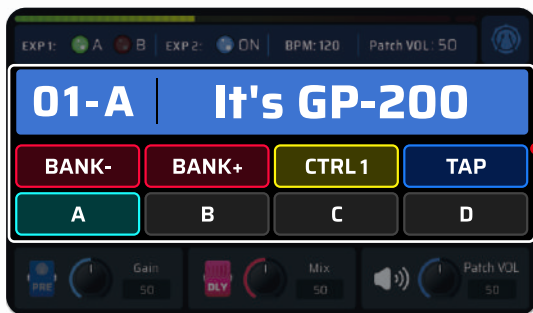 EXP 1: A B EXP 2: ON BPM: 120 Patch VOL: 50
01-A It's GP-200
BANK- BANK+ CTRL 1 TAP
A B C D
Gain Mix Patch VOL
PRE 50 DLY 50 50